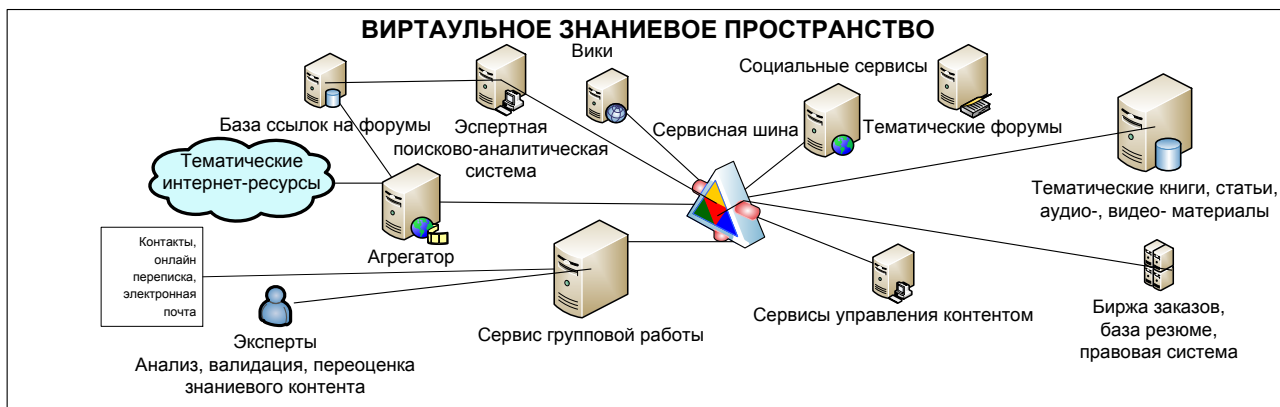 ВИРТАУЛЬНОЕ ЗНАНИЕВОЕ ПРОСТРАНСТВО
Вики
Социальные сервисы
База ссылок на форумы
Эспертная
поисково-аналитическая
система
Сервисная шина
Тематические форумы
Тематические
интернет-ресурсы
Тематические книги, статьи,
аудио-, видео- материалы
Агрегатор
Контакты,
онлайн
переписка,
электронная
почта
Эксперты
Анализ, валидация, переоценка
знаниевого контента
Сервис групповой работы
Сервисы управления контентом
Биржа заказов,
база резюме,
правовая система